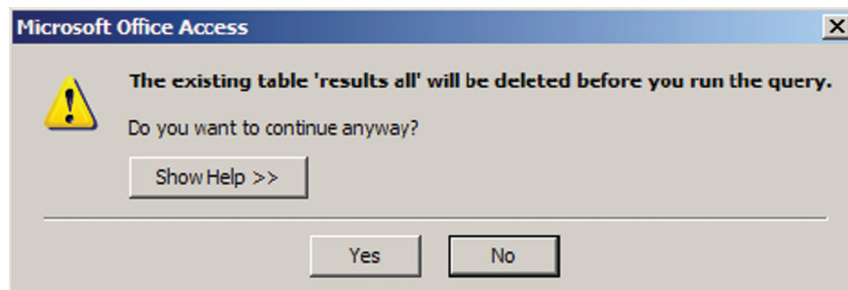 Microsoft Office Access
The existing table 'results all' will be deleted before you run the query.
Do you want to continue anyway?
Show Help >>
Yes No